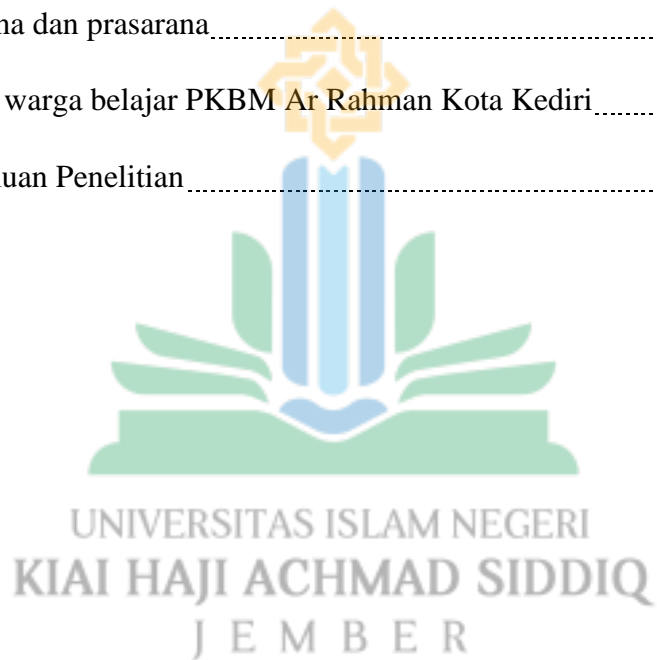 na dan prasarana
warga belajar PKBM Ar Rahman Kota Kediri
uan Penelitian
UNIVERSITAS ISLAM NEGERI
KIAI HAJI ACHMAD SIDDIQ
JEMBER